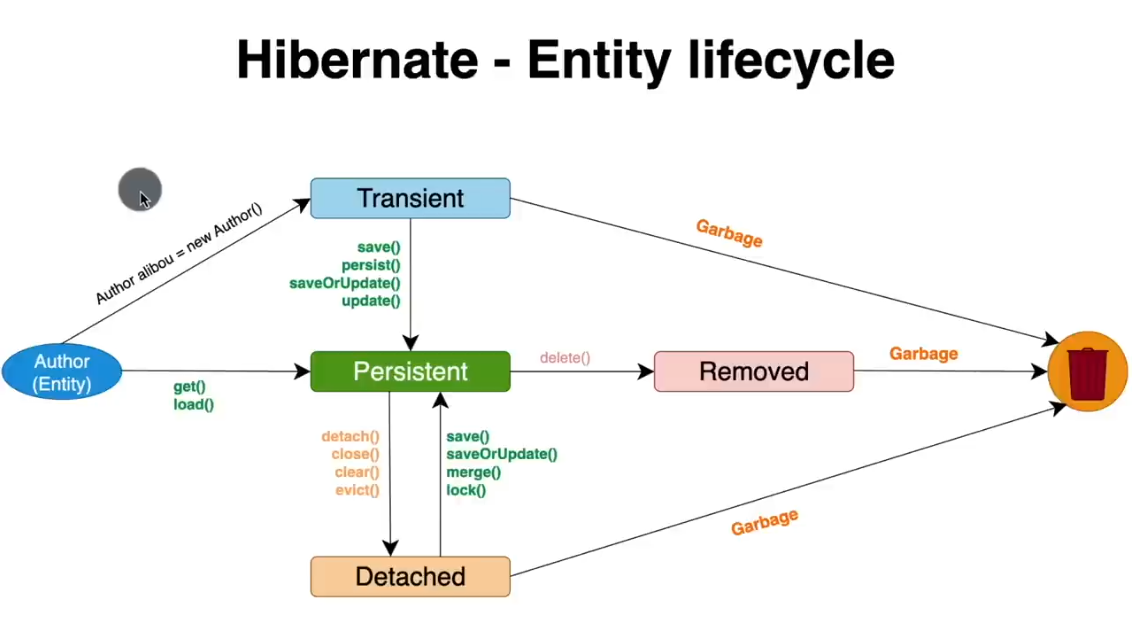 Hibernate - Entity lifecycle
Transient
Author alibou = new Author()
Garbage
save()
persist()
saveOrUpdate()
update()
Author
(Entity)
get()
load()
Persistent
delete()
Removed
Garbage
detach()
close()
clear()
evict()
save()
saveOrUpdate()
merge()
lock()
Garbage
Detached